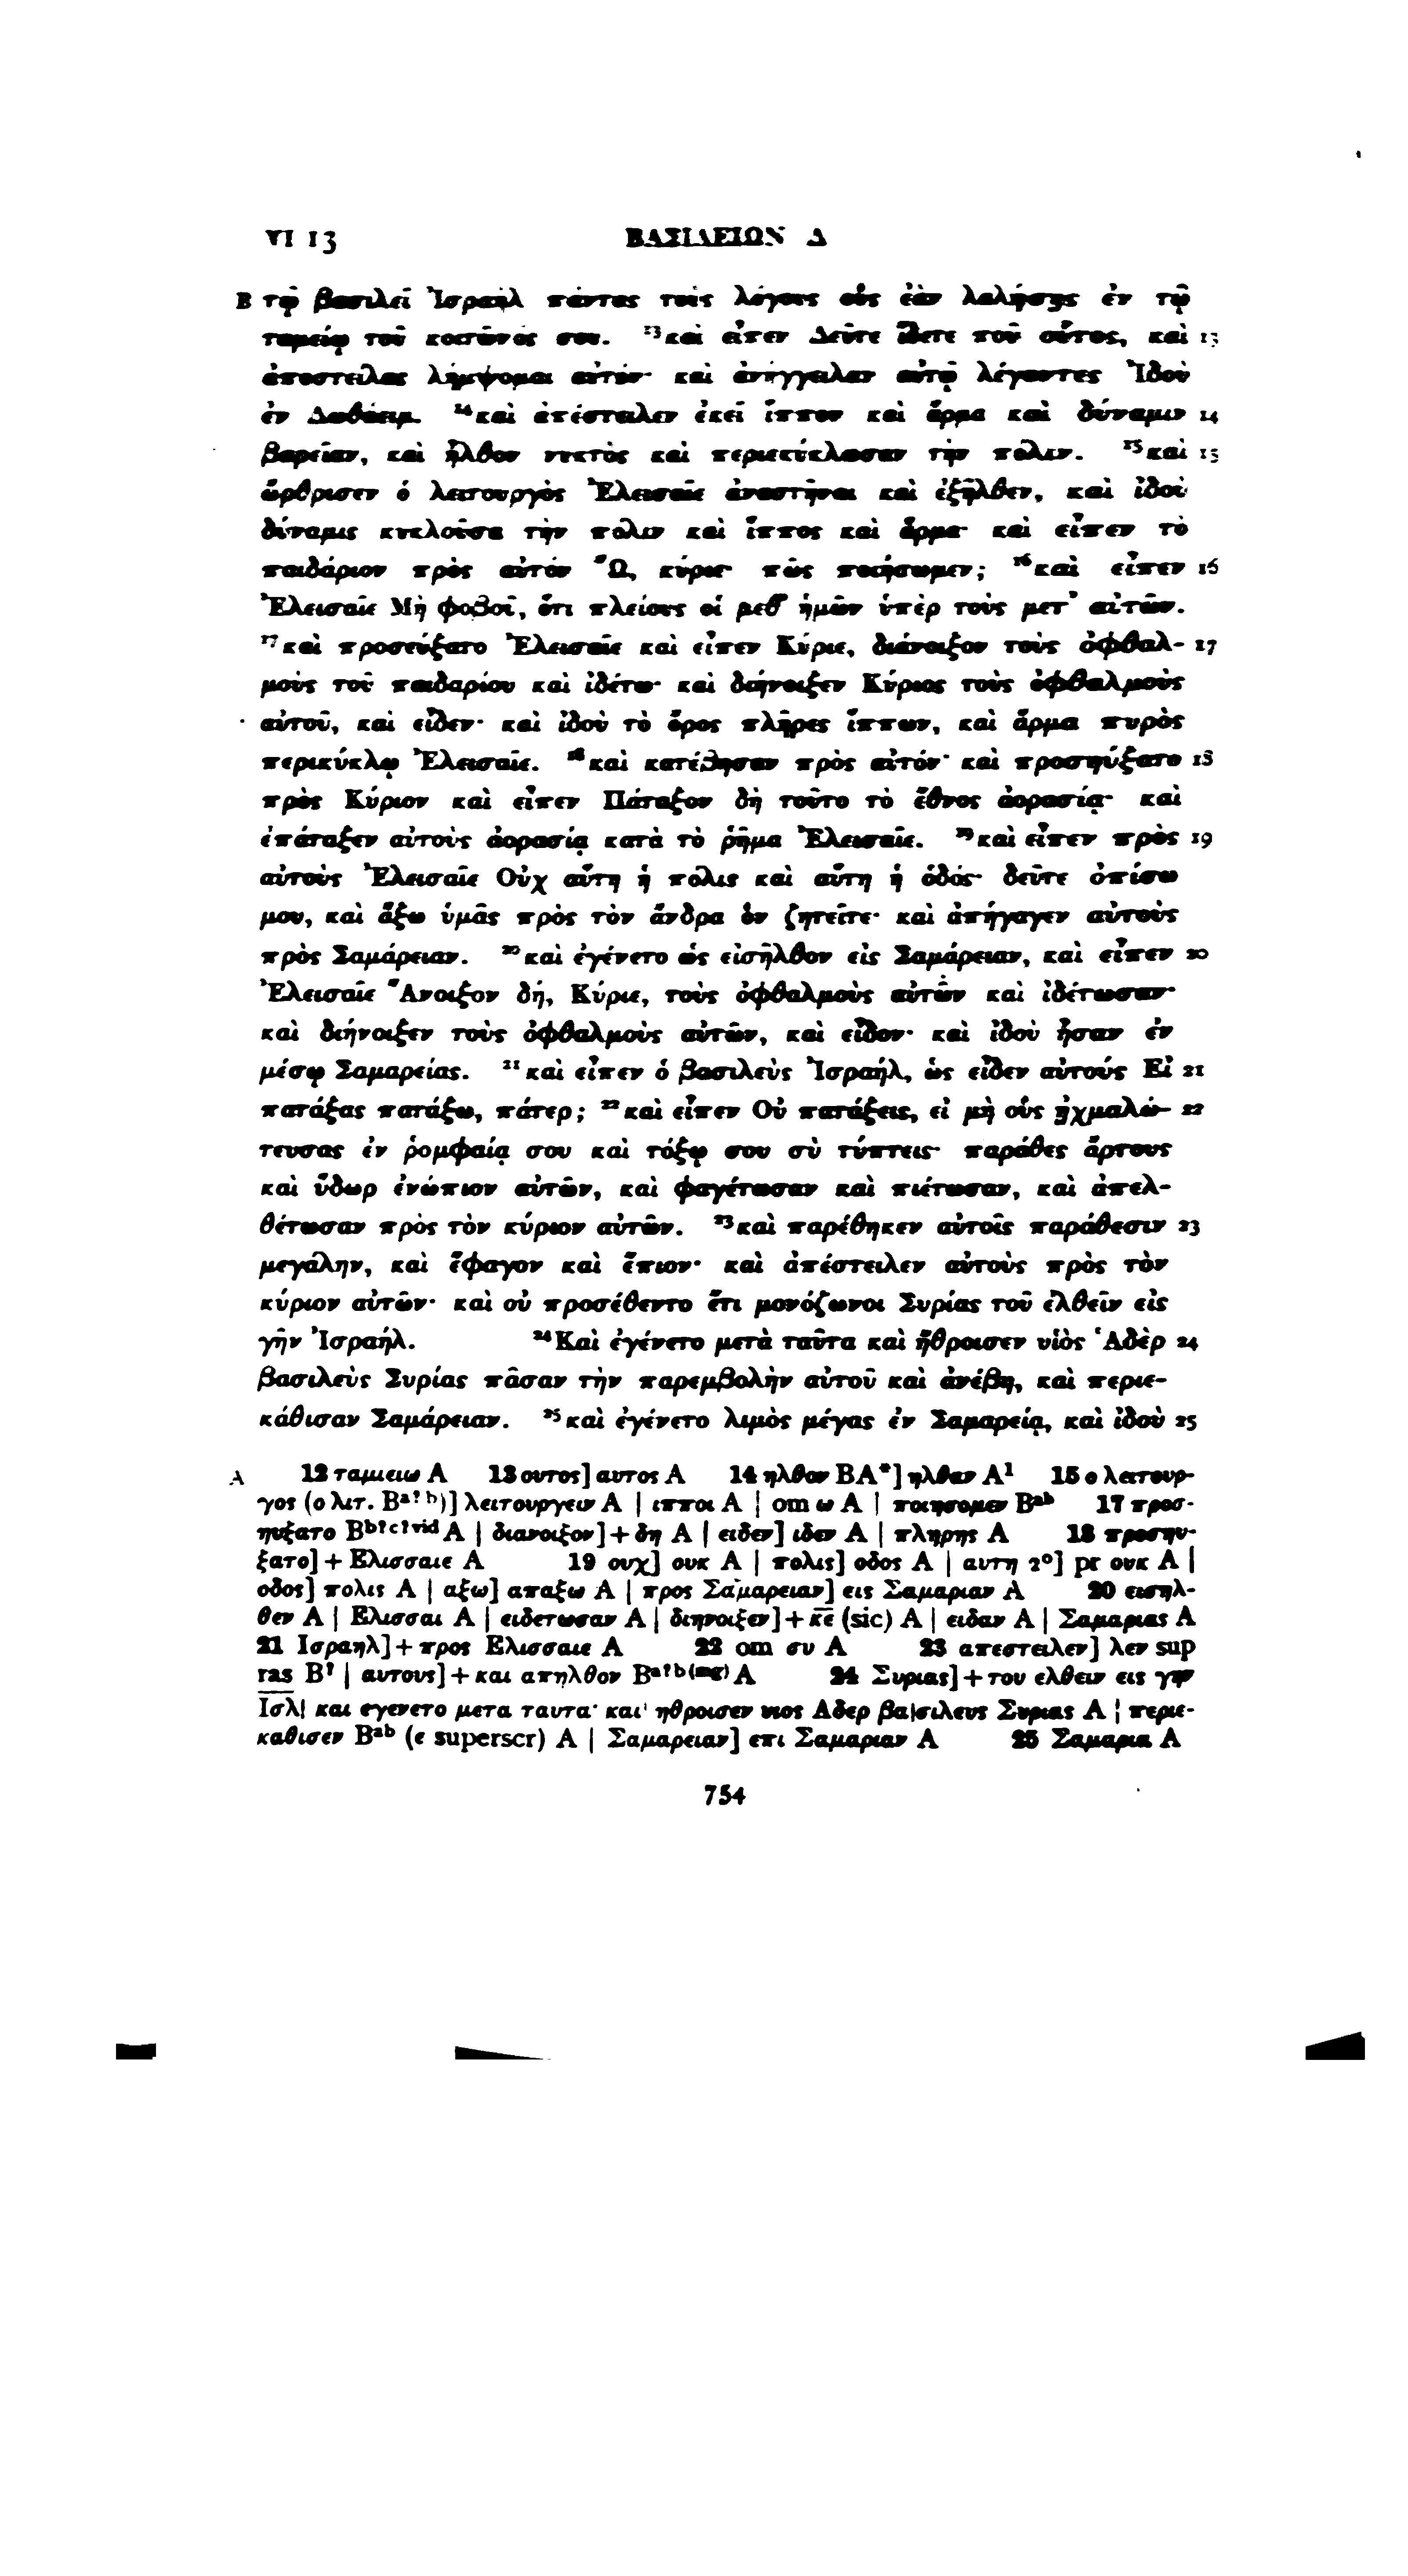 VI 13 ΒΑΣΙΛΕΙΩΝ Δ
B τῷ βασιλεῖ Ἰσραὴλ πάντας τοὺς λόγους οὓς ἐὰν λαλήσῃς ἐν τῷ
ταμείῳ τοῦ κοιτῶνός σου. ¹³καὶ εἶπεν Δεῦτε ἴδετε ποῦ οὗτος, καὶ 13
ἀποστείλας λήμψομαι αὐτόν· καὶ ἀνήγγειλαν αὐτῷ λέγοντες Ἰδοὺ
ἐν Δωθάειμ. ¹⁴καὶ ἀπέστειλεν ἐκεῖ ἵππον καὶ ἅρμα καὶ δύναμιν 14
βαρεῖαν, καὶ ἦλθον νυκτὸς καὶ περιεκύκλωσαν τὴν πόλιν. ¹⁵καὶ 15
ὤρθρισεν ὁ λειτουργὸς Ἐλεισαῖε ἀναστῆναι καὶ ἐξῆλθεν, καὶ ἰδοὺ
δύναμις κυκλοῦσα τὴν πόλιν καὶ ἵππος καὶ ἅρμα· καὶ εἶπεν τὸ
παιδάριον πρὸς αὐτόν Ὦ, κύριε· πῶς ποιήσωμεν; ¹⁶καὶ εἶπεν 16
Ἐλεισαῖε Μὴ φοβοῦ, ὅτι πλείους οἱ μεθ᾽ ἡμῶν ὑπὲρ τοὺς μετ᾽ αὐτῶν.
¹⁷καὶ προσεύξατο Ἐλεισαῖε καὶ εἶπεν Κύριε, διάνοιξον τοὺς ὀφθαλ- 17
μοὺς τοῦ παιδαρίου καὶ ἰδέτω· καὶ διήνοιξεν Κύριος τοὺς ὀφθαλμοὺς
αὐτοῦ, καὶ εἶδεν· καὶ ἰδοὺ τὸ ὄρος πλῆρες ἵππων, καὶ ἅρμα πυρὸς
περικύκλῳ Ἐλεισαῖε. ¹⁸καὶ κατέβησαν πρὸς αὐτόν· καὶ προσηύξατο 18
πρὸς Κύριον καὶ εἶπεν Πάταξον δὴ τοῦτο τὸ ἔθνος ἀορασίᾳ· καὶ
ἐπάταξεν αὐτοὺς ἀορασίᾳ κατὰ τὸ ῥῆμα Ἐλεισαῖε. ¹⁹καὶ εἶπεν πρὸς 19
αὐτοὺς Ἐλεισαῖε Οὐχ αὕτη ἡ πόλις καὶ αὕτη ἡ ὁδός· δεῦτε ὀπίσω
μου, καὶ ἄξω ὑμᾶς πρὸς τὸν ἄνδρα ὃν ζητεῖτε· καὶ ἀπήγαγεν αὐτοὺς
πρὸς Σαμάρειαν. ²⁰καὶ ἐγένετο ὡς εἰσῆλθον εἰς Σαμάρειαν, καὶ εἶπεν 20
Ἐλεισαῖε Ἄνοιξον δή, Κύριε, τοὺς ὀφθαλμοὺς αὐτῶν καὶ ἰδέτωσαν·
καὶ διήνοιξεν τοὺς ὀφθαλμοὺς αὐτῶν, καὶ εἶδον· καὶ ἰδοὺ ἦσαν ἐν
μέσῳ Σαμαρείας. ²¹καὶ εἶπεν ὁ βασιλεὺς Ἰσραήλ, ὡς εἶδεν αὐτούς Εἰ 21
πατάξας πατάξω, πάτερ; ²²καὶ εἶπεν Οὐ πατάξεις, εἰ μὴ οὓς ᾐχμαλώ- 22
τευσας ἐν ῥομφαίᾳ σου καὶ τόξῳ σου σὺ τύπτεις· παράθες ἄρτους
καὶ ὕδωρ ἐνώπιον αὐτῶν, καὶ φαγέτωσαν καὶ πιέτωσαν, καὶ ἀπελ-
θέτωσαν πρὸς τὸν κύριον αὐτῶν. ²³καὶ παρέθηκεν αὐτοῖς παράθεσιν 23
μεγάλην, καὶ ἔφαγον καὶ ἔπιον· καὶ ἀπέστειλεν αὐτοὺς πρὸς τὸν
κύριον αὐτῶν· καὶ οὐ προσέθεντο ἔτι μονόζωνοι Συρίας τοῦ ἐλθεῖν εἰς
γῆν Ἰσραήλ. ²⁴Καὶ ἐγένετο μετὰ ταῦτα καὶ ἤθροισεν υἱὸς Ἁδὲρ 24
βασιλεὺς Συρίας πᾶσαν τὴν παρεμβολὴν αὐτοῦ καὶ ἀνέβη, καὶ περιε-
κάθισαν Σαμάρειαν. ²⁵καὶ ἐγένετο λιμὸς μέγας ἐν Σαμαρείᾳ, καὶ ἰδοὺ 25
A 12 ταμιειω A 13 ουτος] αυτος A 14 ηλθον BA*] ηλθαν A¹ 15 ο λειτουρ-
γος (ο λιτ. Bᵃ?ᵇ)] λειτουργειν A | ιπποι A | om ω A | ποιησομεν Bᵃᵇ 17 προσ-
ηυξατο Bᵇ?ᶜ?ᵛⁱᵈ A | διανοιξον]+δη A | ειδεν] ιδεν A | πληρης A 18 προσηυ-
ξατο]+Ελισσαιε A 19 ουχ] ουκ A | πολις] οδος A | αυτη 2°] pr ουκ A |
οδος] πολις A | αξω] απαξω A | προς Σαμαρειαν] εις Σαμαριαν A 20 εισηλ-
θεν A | Ελισσαι A | ειδετωσαν A | διηνοιξεν]+κ̅ε̅ (sic) A | ειδαν A | Σαμαριας A
21 Ισραηλ]+προς Ελισσαιε A 22 om συ A 23 απεστειλεν] λεν sup
ras B? | αυτους]+και απηλθον Bᵃ?ᵇ⁽ᵐᵍ⁾ A 24 Συριας]+του ελθειν εις γην
Ι̅σ̅λ̅| και εγενετο μετα ταυτα· και' ηθροισεν υιος Αδερ βα|σιλευς Συριας A | περιε-
καθισεν Bᵃᵇ (ε superscr) A | Σαμαρειαν] επι Σαμαριαν A 25 Σαμαρια A
754